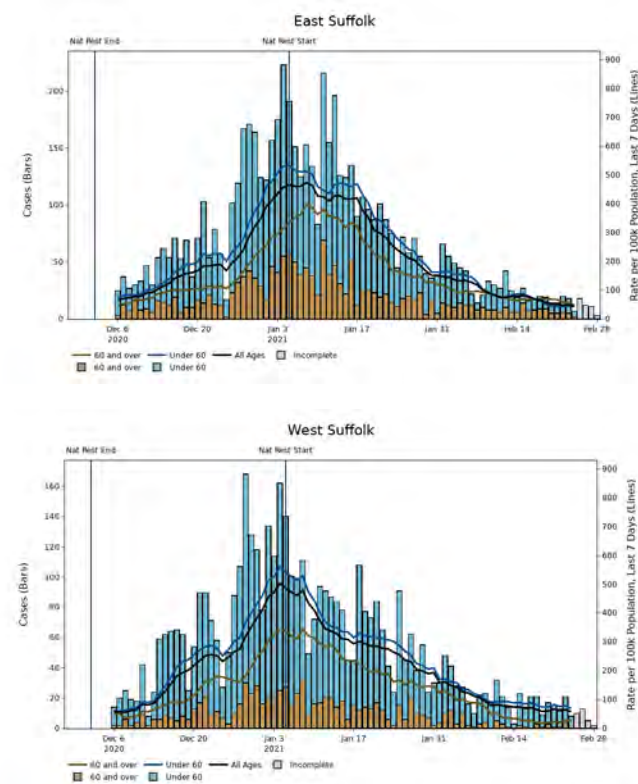 East Suffolk
Nat Rest End
Nat Rest Start
200
150
100
50
0
Cases (Bars)
900
800
700
600
500
400
300
200
100
0
Rate per 100k Population, Last 7 Days (Lines)
Dec 6
2020
Dec 20
Jan 3
2021
Jan 17
Jan 31
Feb 14
Feb 28
60 and over Under 60 All Ages Incomplete
60 and over Under 60
West Suffolk
Nat Rest End
Nat Rest Start
160
140
120
100
80
60
40
20
0
Cases (Bars)
900
800
700
600
500
400
300
200
100
0
Rate per 100k Population, Last 7 Days (Lines)
Dec 6
2020
Dec 20
Jan 3
2021
Jan 17
Jan 31
Feb 14
Feb 28
60 and over Under 60 All Ages Incomplete
60 and over Under 60